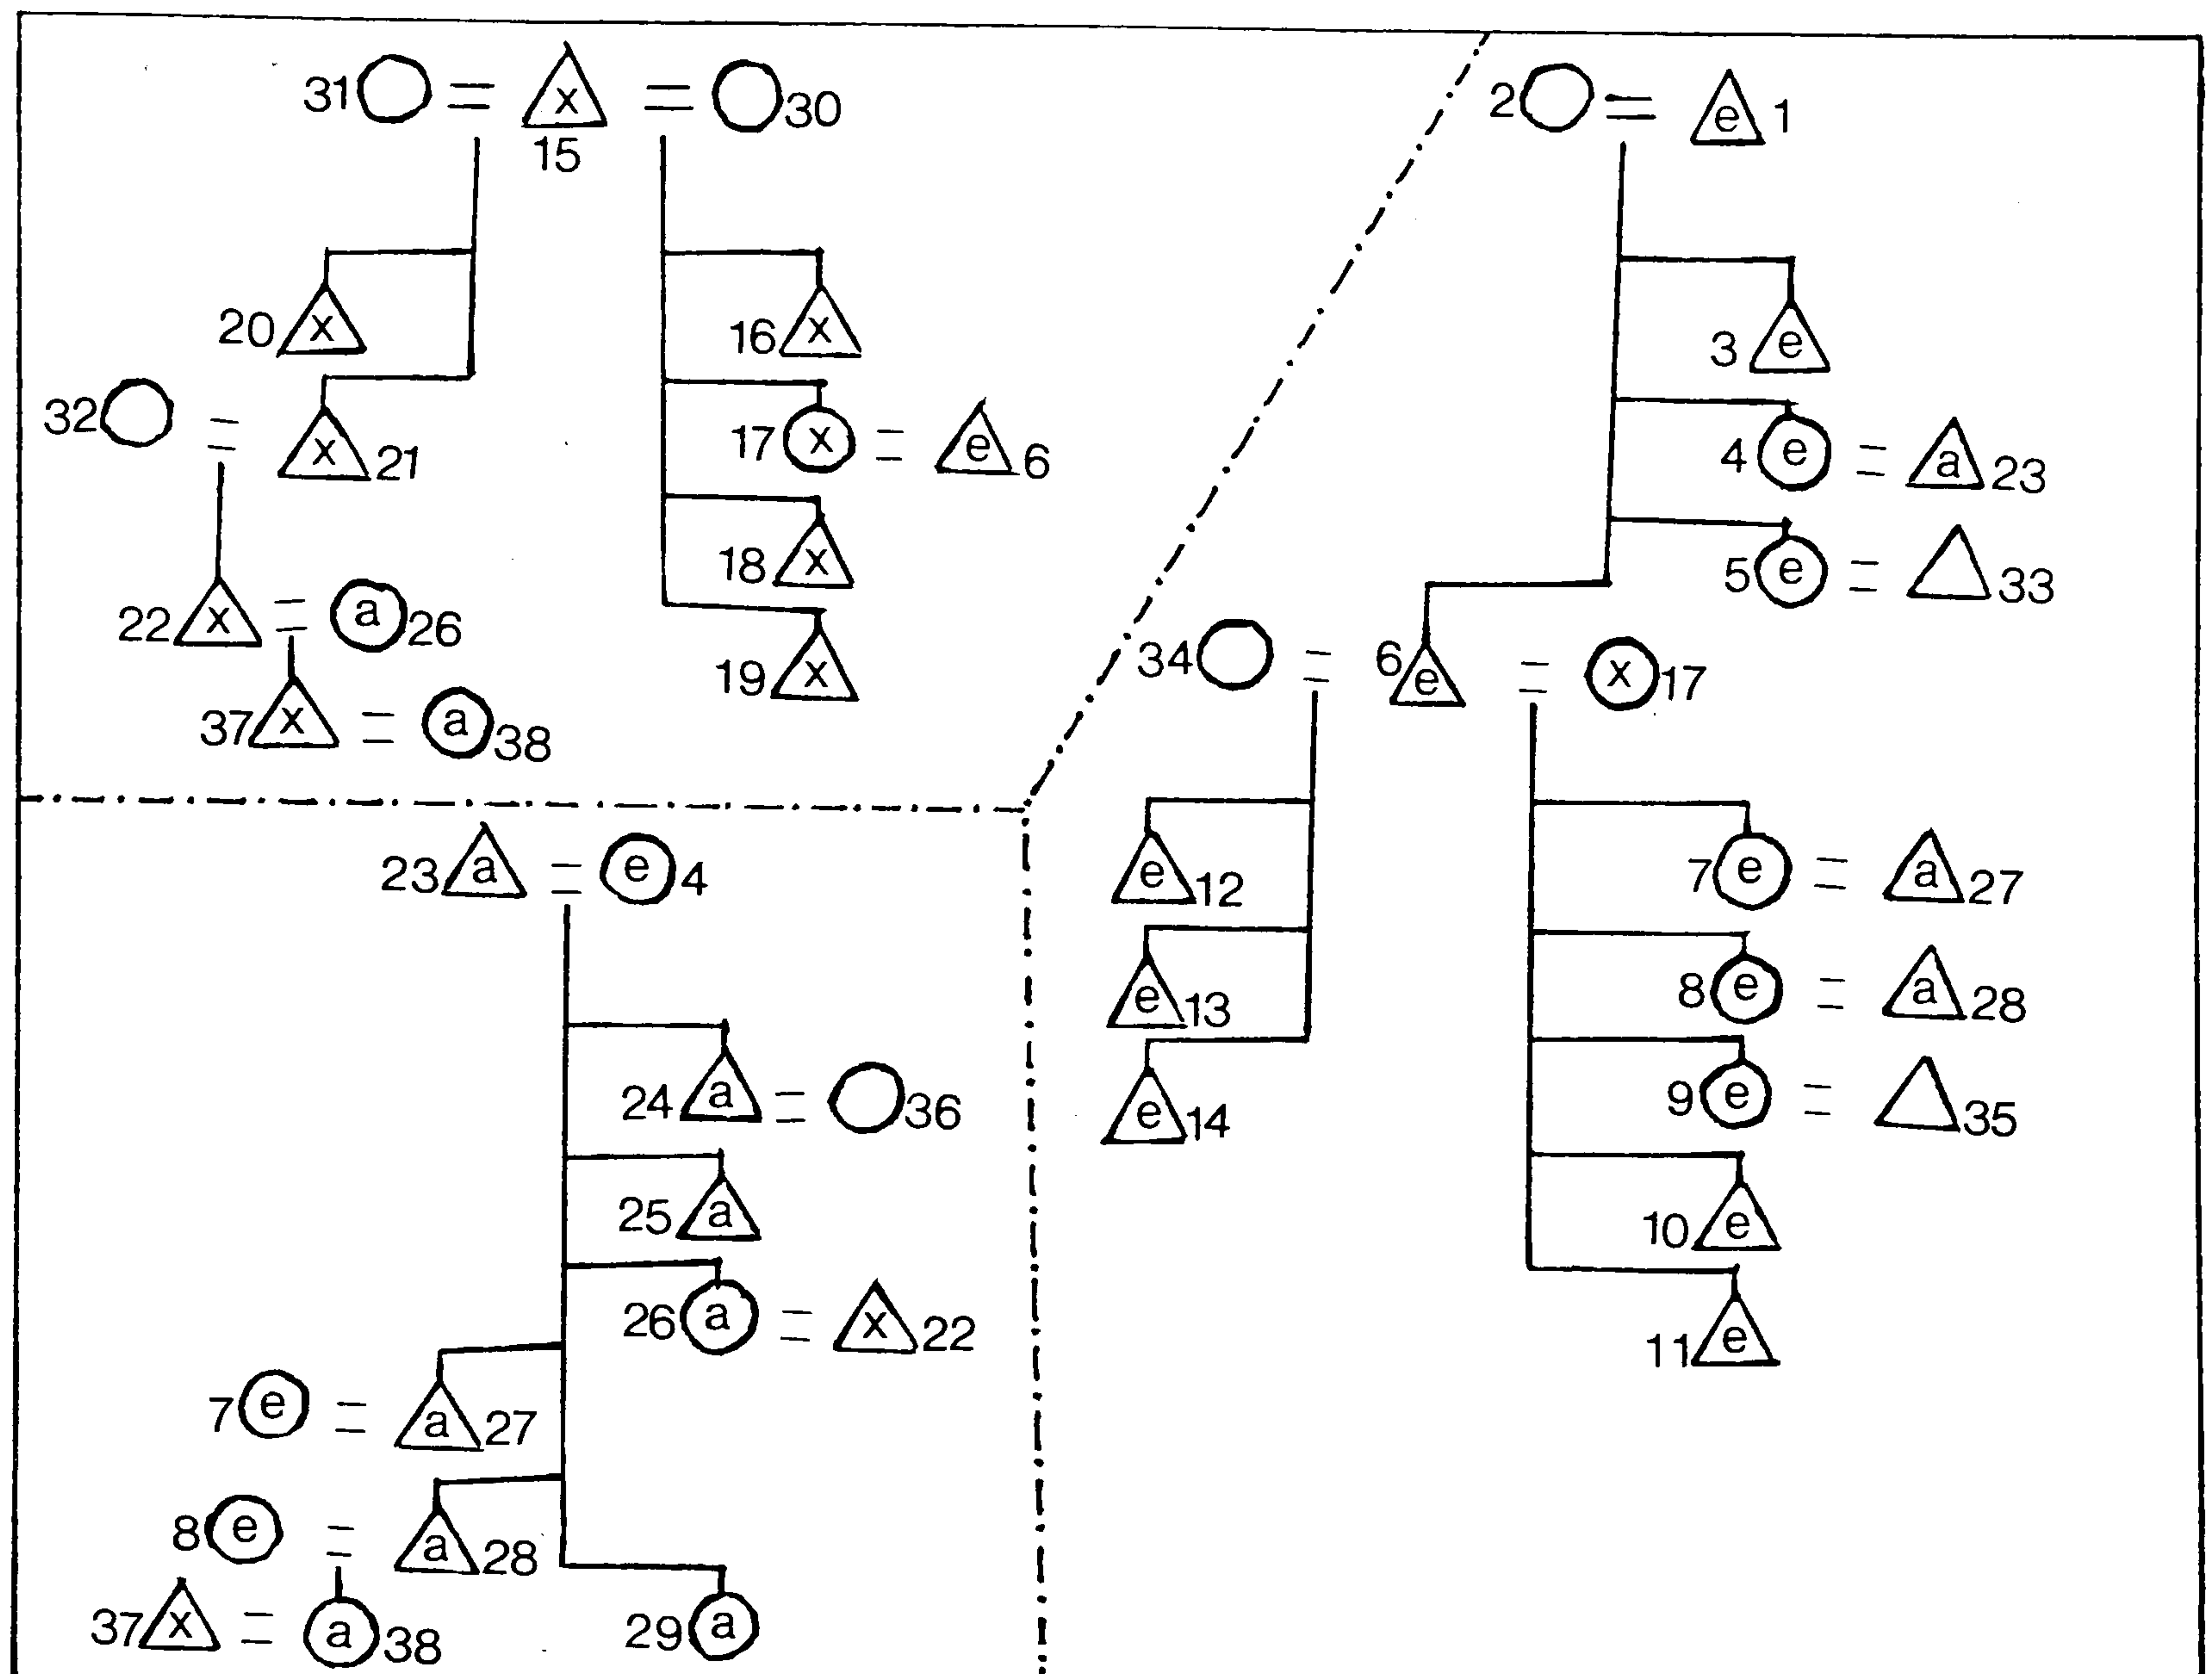 31 = x = 30
15
20 x
16 x
32 = x 21
17 x = e 6
18 x
22 x = a 26
19 x
37 x = a 38
2 = e 1
3 e
4 e = a 23
5 e = 33
34 = 6 e = x 17
e 12
7 e = a 27
e 13
8 e = a 28
e 14
9 e = 35
10 e
11 e
23 a = e 4
24 a = 36
25 a
26 a = x 22
7 e = a 27
8 e = a 28
37 x = a 38
29 a